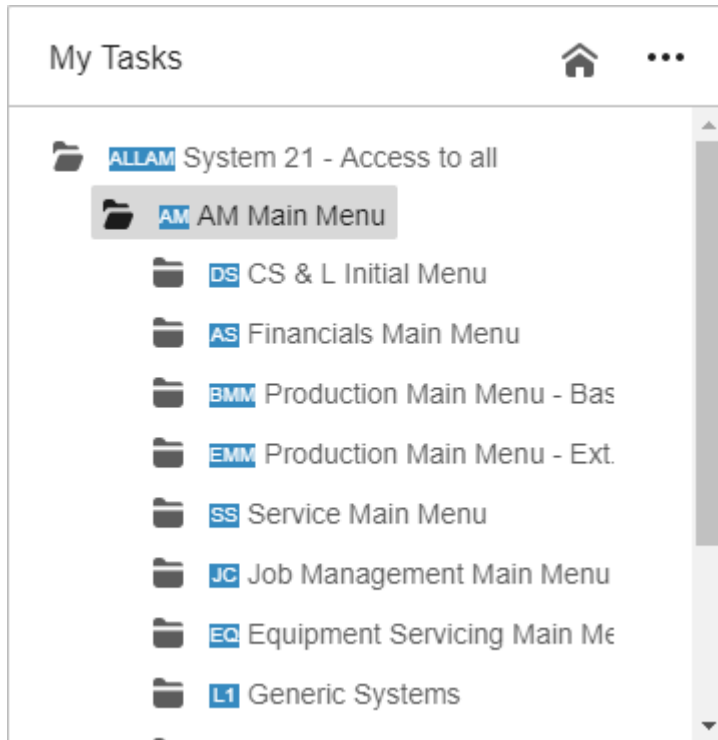 My Tasks
ALLAM System 21 - Access to all
AM AM Main Menu
DS CS & L Initial Menu
AS Financials Main Menu
BMM Production Main Menu - Bas
EMM Production Main Menu - Ext.
SS Service Main Menu
JC Job Management Main Menu
EQ Equipment Servicing Main Me
L1 Generic Systems